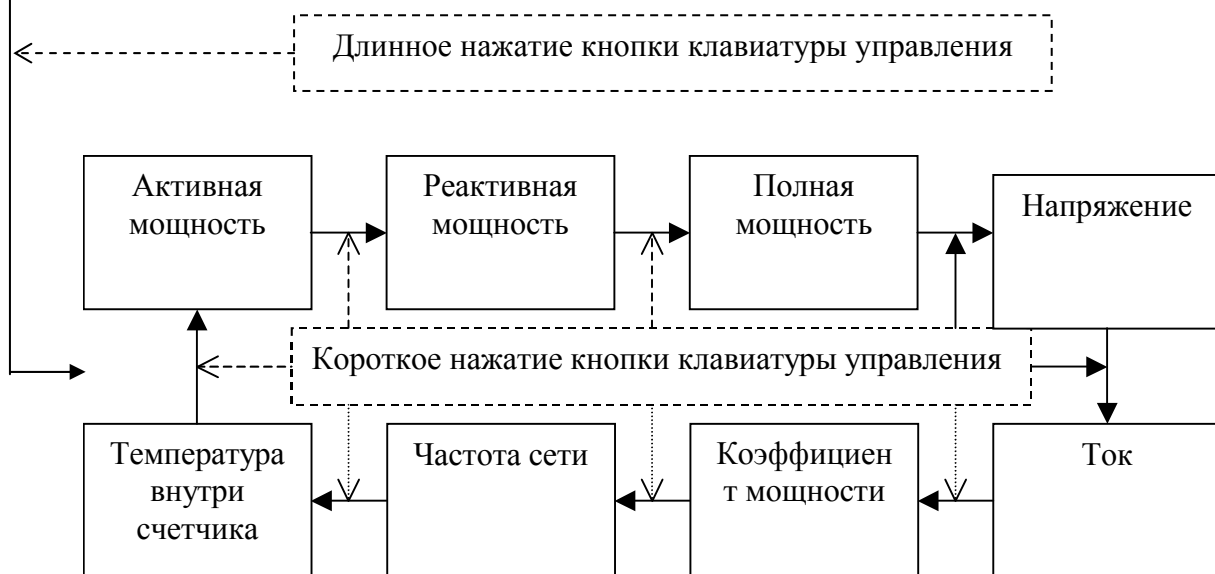 Длинное нажатие кнопки клавиатуры управления
Активная
мощность
Реактивная
мощность
Полная
мощность
Напряжение
Короткое нажатие кнопки клавиатуры управления
Температура
внутри
счетчика
Частота сети
Коэффициен
т мощности
Ток